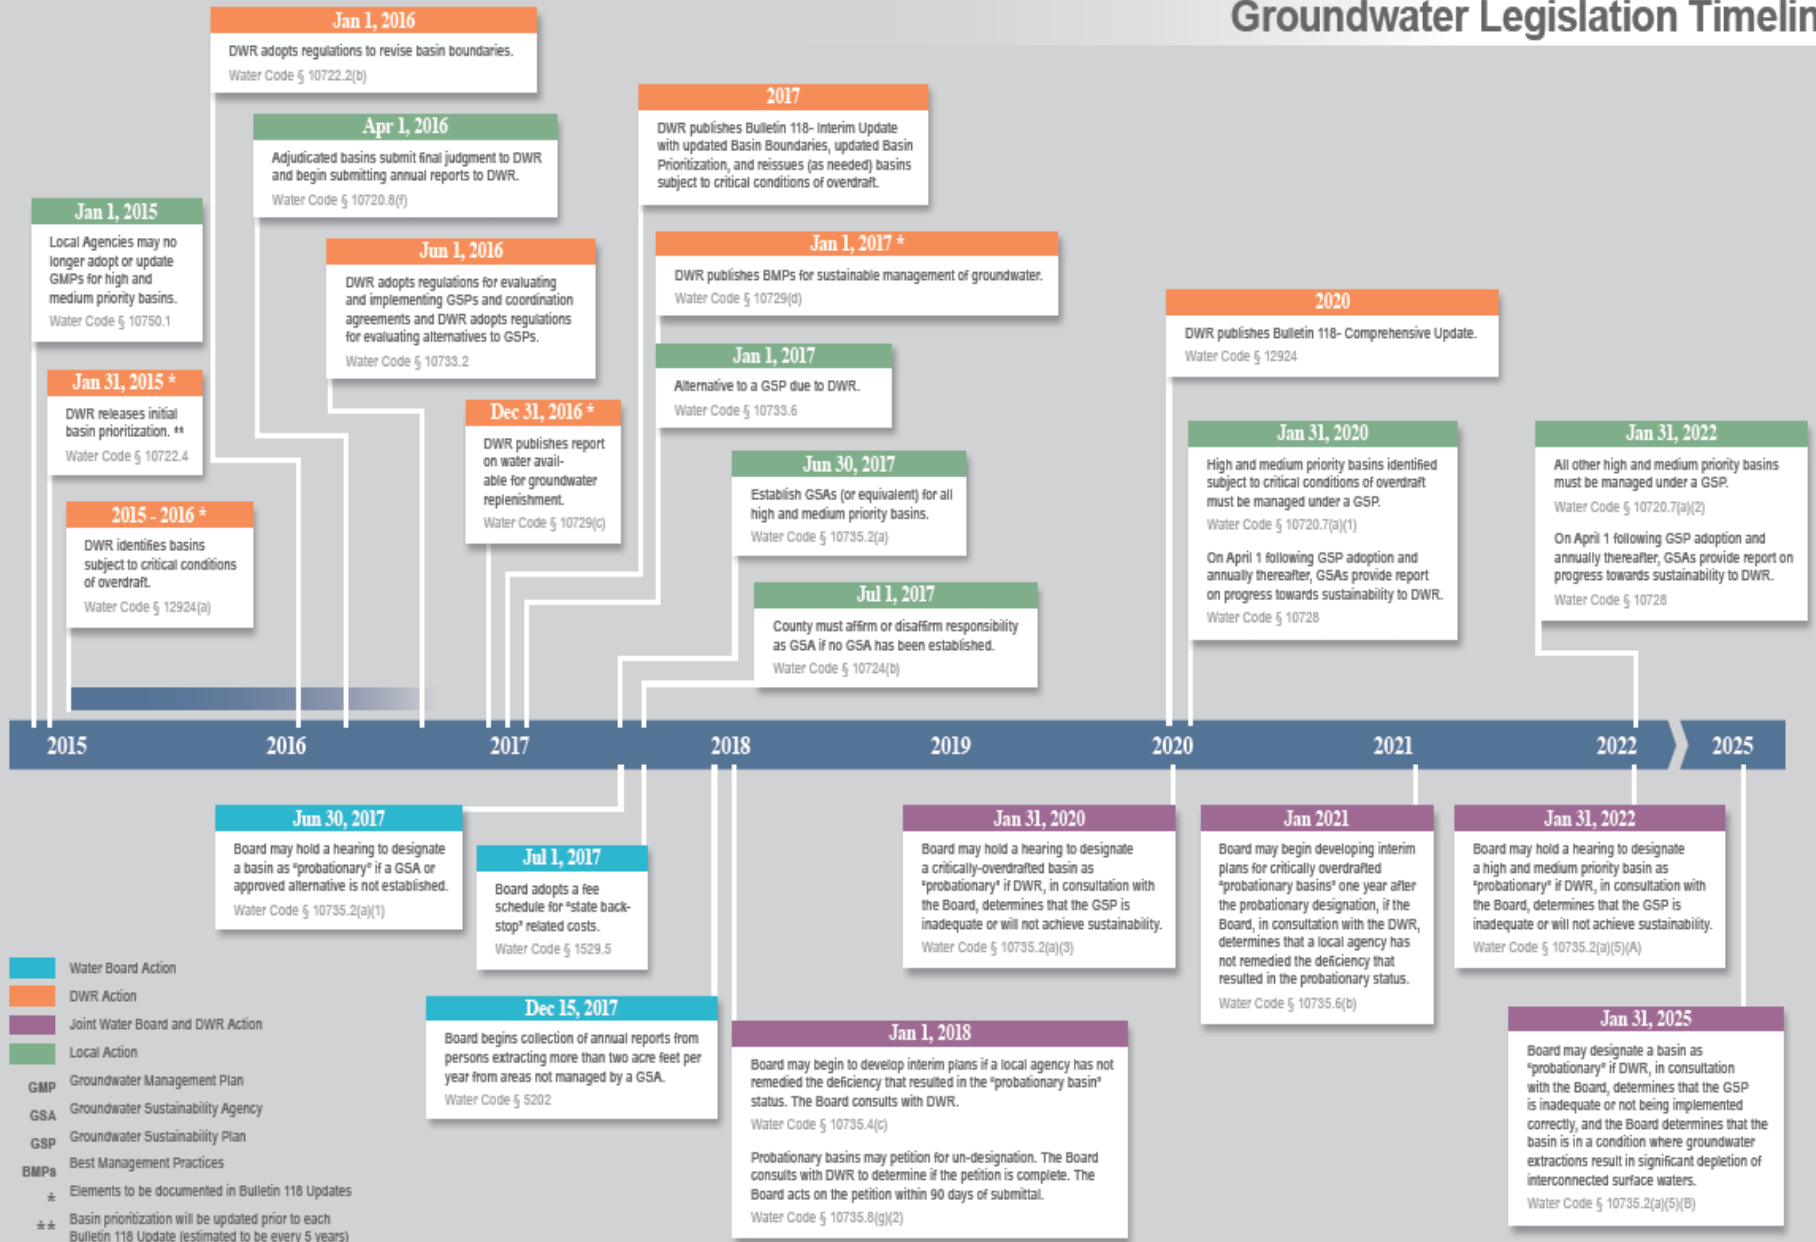 Groundwater Legislation Timelin
Jan 1, 2016
DWR adopts regulations to revise basin boundaries.
Water Code § 10722.2(b)
Apr 1, 2016
Adjudicated basins submit final judgment to DWR
and begin submitting annual reports to DWR.
Water Code § 10720.8(f)
Jan 1, 2015
Local Agencies may no
longer adopt or update
GMPs for high and
medium priority basins.
Water Code § 10750.1
Jan 31, 2015 *
DWR releases initial
basin prioritization. **
Water Code § 10722.4
2015 - 2016 *
DWR identifies basins
subject to critical conditions
of overdraft.
Water Code § 12924(a)
Jun 1, 2016
DWR adopts regulations for evaluating
and implementing GSPs and coordination
agreements and DWR adopts regulations
for evaluating alternatives to GSPs.
Water Code § 10733.2
Dec 31, 2016 *
DWR publishes report
on water avail-
able for groundwater
replenishment.
Water Code § 10729(c)
2017
DWR publishes Bulletin 118- Interim Update
with updated Basin Boundaries, updated Basin
Prioritization, and reissues (as needed) basins
subject to critical conditions of overdraft.
Jan 1, 2017 *
DWR publishes BMPs for sustainable management of groundwater.
Water Code § 10729(d)
Jan 1, 2017
Alternative to a GSP due to DWR.
Water Code § 10733.6
Jun 30, 2017
Establish GSAs (or equivalent) for all
high and medium priority basins.
Water Code § 10735.2(a)
Jul 1, 2017
County must affirm or disaffirm responsibility
as GSA if no GSA has been established.
Water Code § 10724(b)
2020
DWR publishes Bulletin 118- Comprehensive Update.
Water Code § 12924
Jan 31, 2020
High and medium priority basins identified
subject to critical conditions of overdraft
must be managed under a GSP.
Water Code § 10720.7(a)(1)
On April 1 following GSP adoption and
annually thereafter, GSAs provide report
on progress towards sustainability to DWR.
Water Code § 10728
Jan 31, 2022
All other high and medium priority basins
must be managed under a GSP.
Water Code § 10720.7(a)(2)
On April 1 following GSP adoption and
annually thereafter, GSAs provide report on
progress towards sustainability to DWR.
Water Code § 10728
2015 2016 2017 2018 2019 2020 2021 2022 2025
Jun 30, 2017
Board may hold a hearing to designate
a basin as "probationary" if a GSA or
approved alternative is not established.
Water Code § 10735.2(a)(1)
Jul 1, 2017
Board adopts a fee
schedule for "state back-
stop" related costs.
Water Code § 1529.5
Dec 15, 2017
Board begins collection of annual reports from
persons extracting more than two acre feet per
year from areas not managed by a GSA.
Water Code § 5202
Jan 1, 2018
Board may begin to develop interim plans if a local agency has not
remedied the deficiency that resulted in the "probationary basin"
status. The Board consults with DWR.
Water Code § 10735.4(c)
Probationary basins may petition for un-designation. The Board
consults with DWR to determine if the petition is complete. The
Board acts on the petition within 90 days of submittal.
Water Code § 10735.8(g)(2)
Jan 31, 2020
Board may hold a hearing to designate
a critically-overdrafted basin as
"probationary" if DWR, in consultation with
the Board, determines that the GSP is
inadequate or will not achieve sustainability.
Water Code § 10735.2(a)(3)
Jan 2021
Board may begin developing interim
plans for critically overdrafted
"probationary basins" one year after
the probationary designation, if the
Board, in consultation with the DWR,
determines that a local agency has
not remedied the deficiency that
resulted in the probationary status.
Water Code § 10735.6(b)
Jan 31, 2022
Board may hold a hearing to designate
a high and medium priority basin as
"probationary" if DWR, in consultation with
the Board, determines that the GSP is
inadequate or will not achieve sustainability.
Water Code § 10735.2(a)(5)(A)
Jan 31, 2025
Board may designate a basin as
"probationary" if DWR, in consultation
with the Board, determines that the GSP
is inadequate or not being implemented
correctly, and the Board determines that the
basin is in a condition where groundwater
extractions result in significant depletion of
interconnected surface waters.
Water Code § 10735.2(a)(5)(B)
Water Board Action
DWR Action
Joint Water Board and DWR Action
Local Action
GMP Groundwater Management Plan
GSA Groundwater Sustainability Agency
GSP Groundwater Sustainability Plan
BMPs Best Management Practices
* Elements to be documented in Bulletin 118 Updates
** Basin prioritization will be updated prior to each
Bulletin 118 Update (estimated to be every 5 years)